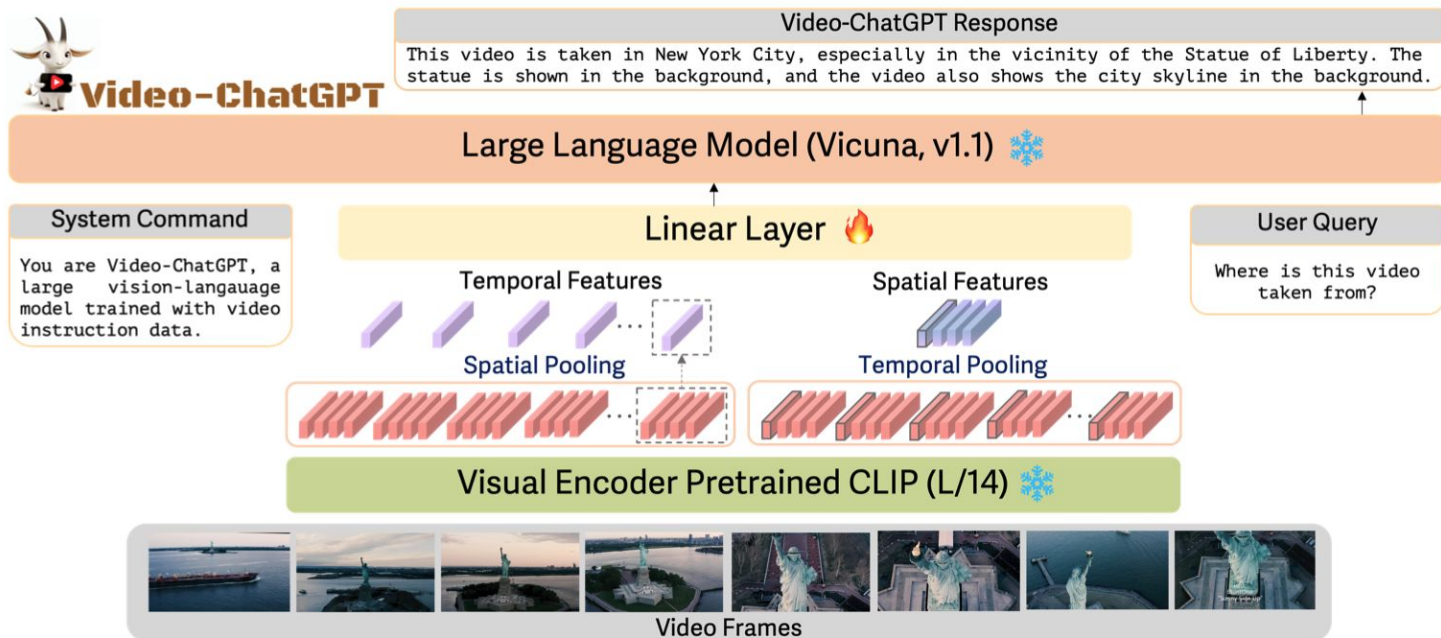 Video-ChatGPT Response
This video is taken in New York City, especially in the vicinity of the Statue of Liberty. The
statue is shown in the background, and the video also shows the city skyline in the background.
Video-ChatGPT
Large Language Model (Vicuna, v1.1)
System Command
You are Video-ChatGPT, a
large vision-langauage
model trained with video
instruction data.
Linear Layer
User Query
Where is this video
taken from?
Temporal Features
Spatial Features
Spatial Pooling
Temporal Pooling
Visual Encoder Pretrained CLIP (L/14)
Video Frames